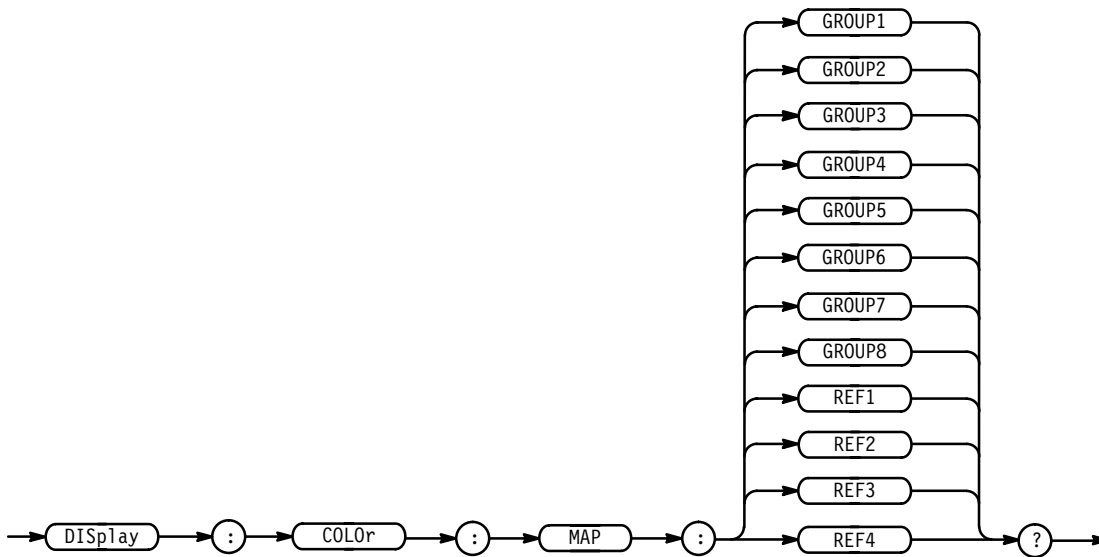 GROUP1
GROUP2
GROUP3
GROUP4
GROUP5
GROUP6
GROUP7
GROUP8
REF1
REF2
REF3
DISplay : COLOr : MAP : REF4 ?